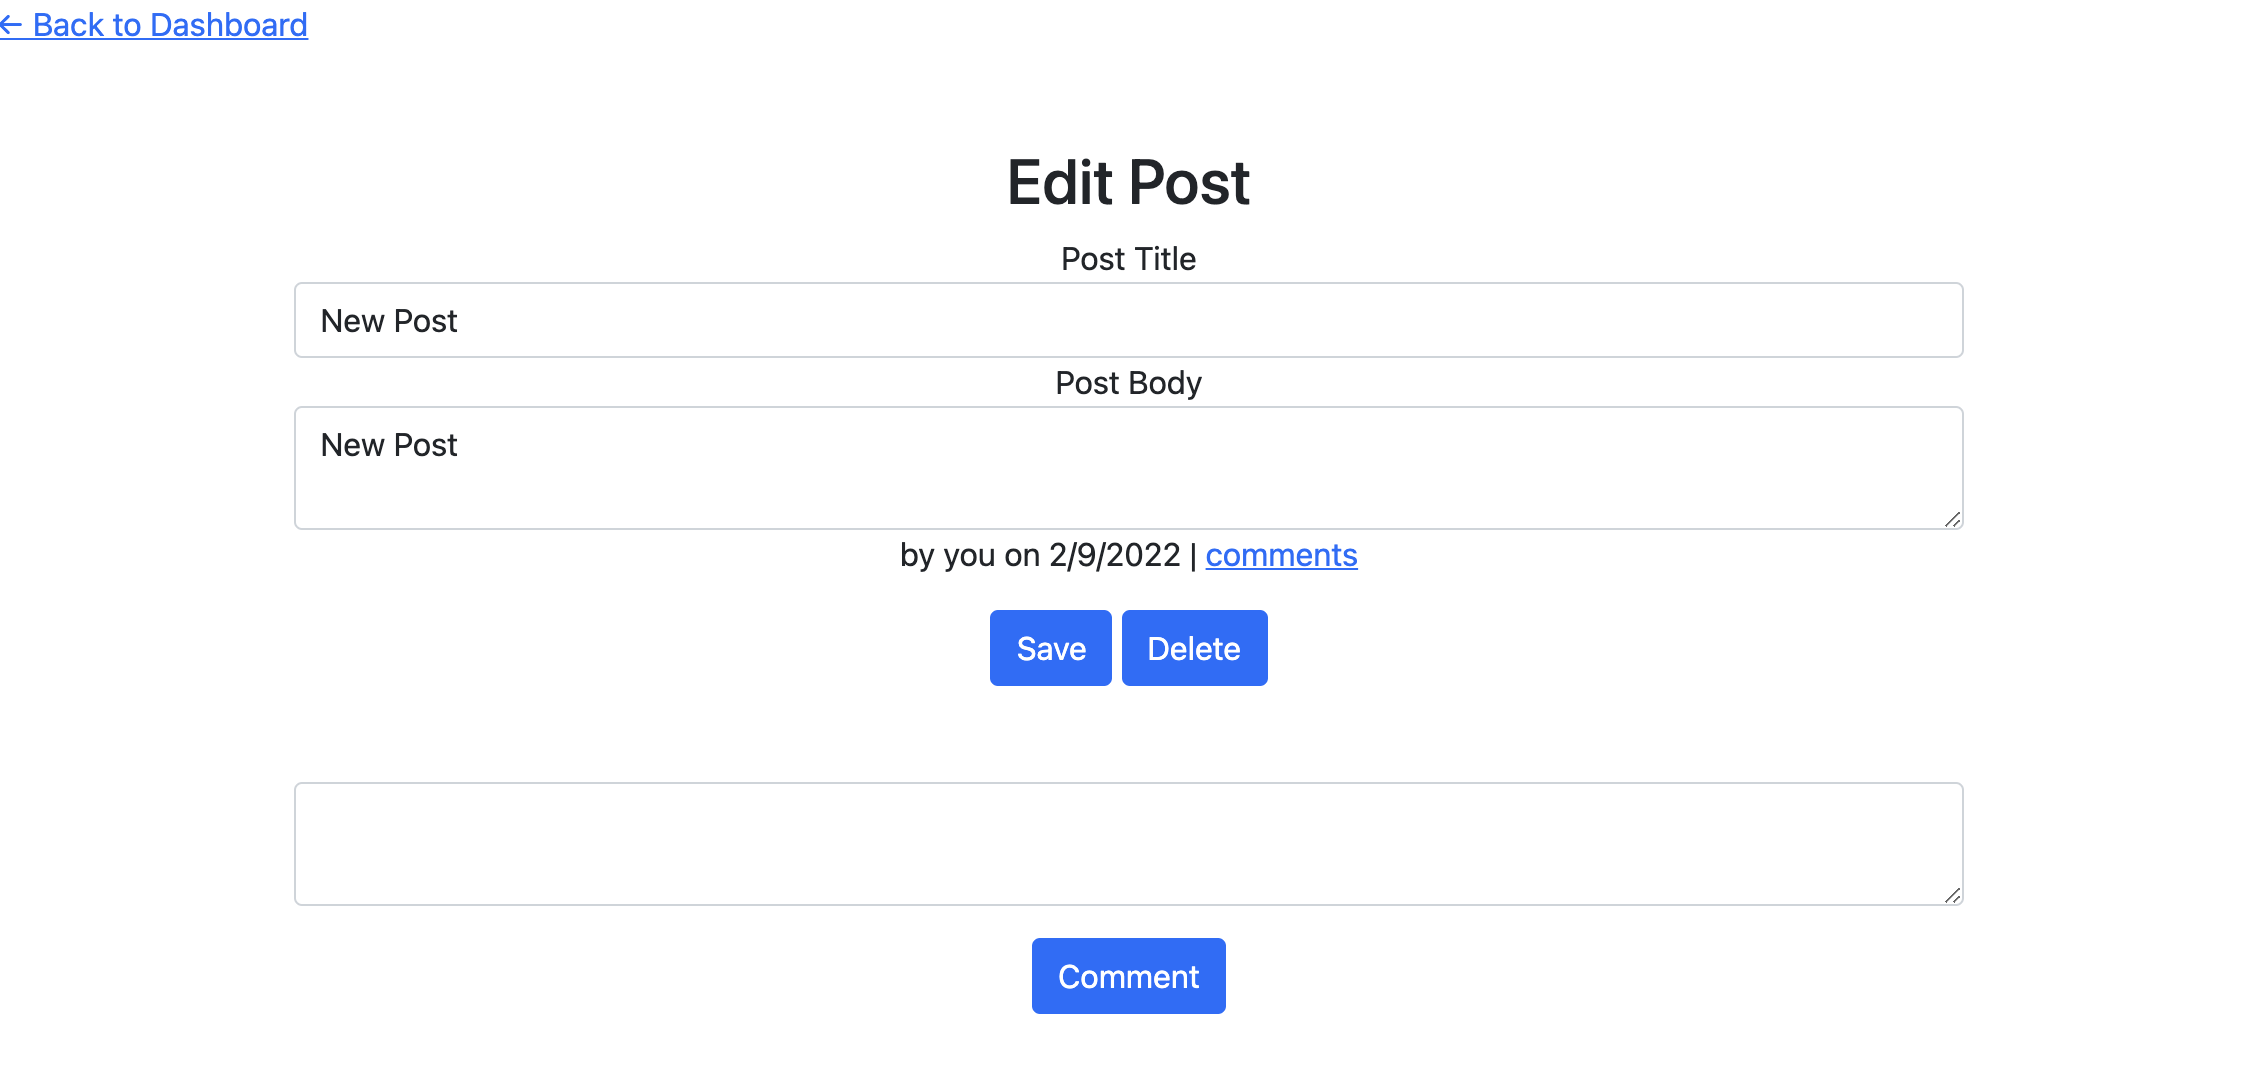 ← Back to Dashboard
Edit Post
Post Title
New Post
Post Body
New Post
by you on 2/9/2022 | comments
Save Delete
Comment